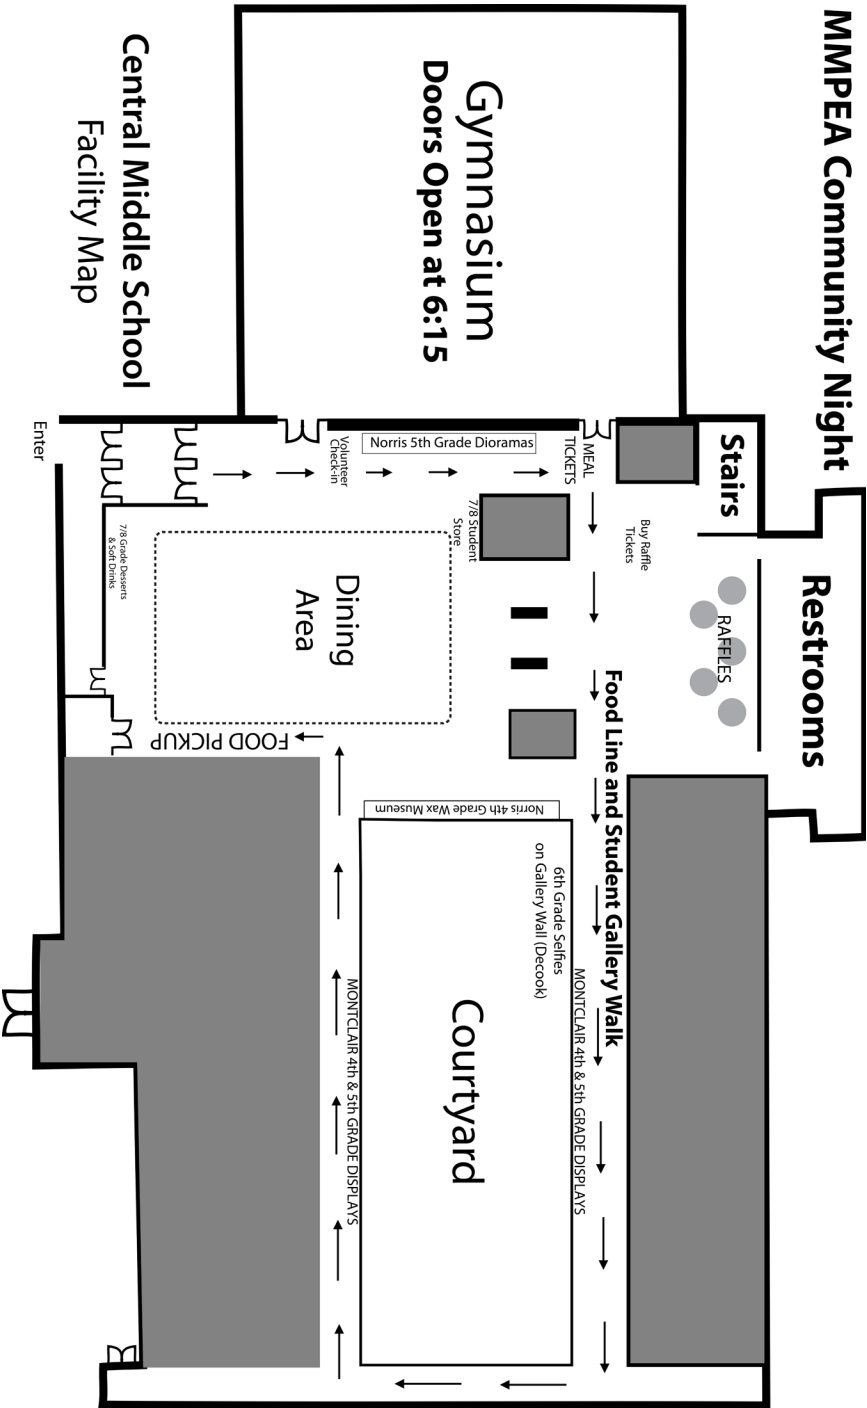 MMPEA Community Night
Central Middle School
Facility Map
Gymnasium
Doors Open at 6:15
Stairs
Restrooms
Enter
Volunteer
Check-in
Norris 5th Grade Dioramas
MEAL
TICKETS
Buy Raffle
Tickets
RAFFLES
7/8 Student
Store
7/8 Grade Desserts
& Soft Drinks
Dining
Area
FOOD PICKUP
Food Line and Student Gallery Walk
Norris 4th Grade Wax Museum
6th Grade Selfies
on Gallery Wall (Decook)
MONTCLAIR 4th & 5th GRADE DISPLAYS
Courtyard
MONTCLAIR 4th & 5th GRADE DISPLAYS